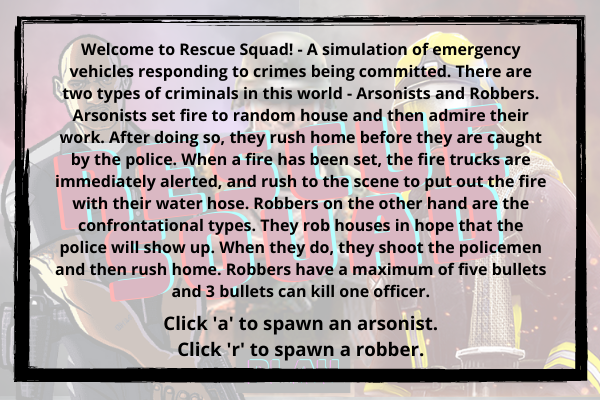 Welcome to Rescue Squad! - A simulation of emergency
vehicles responding to crimes being committed. There are
two types of criminals in this world - Arsonists and Robbers.
Arsonists set fire to random house and then admire their
work. After doing so, they rush home before they are caught
by the police. When a fire has been set, the fire trucks are
immediately alerted, and rush to the scene to put out the fire
with their water hose. Robbers on the other hand are the
confrontational types. They rob houses in hope that the
police will show up. When they do, they shoot the policemen
and then rush home. Robbers have a maximum of five bullets
and 3 bullets can kill one officer.
Click 'a' to spawn an arsonist.
Click 'r' to spawn a robber.
RESCUE
SQUAD
PLAY